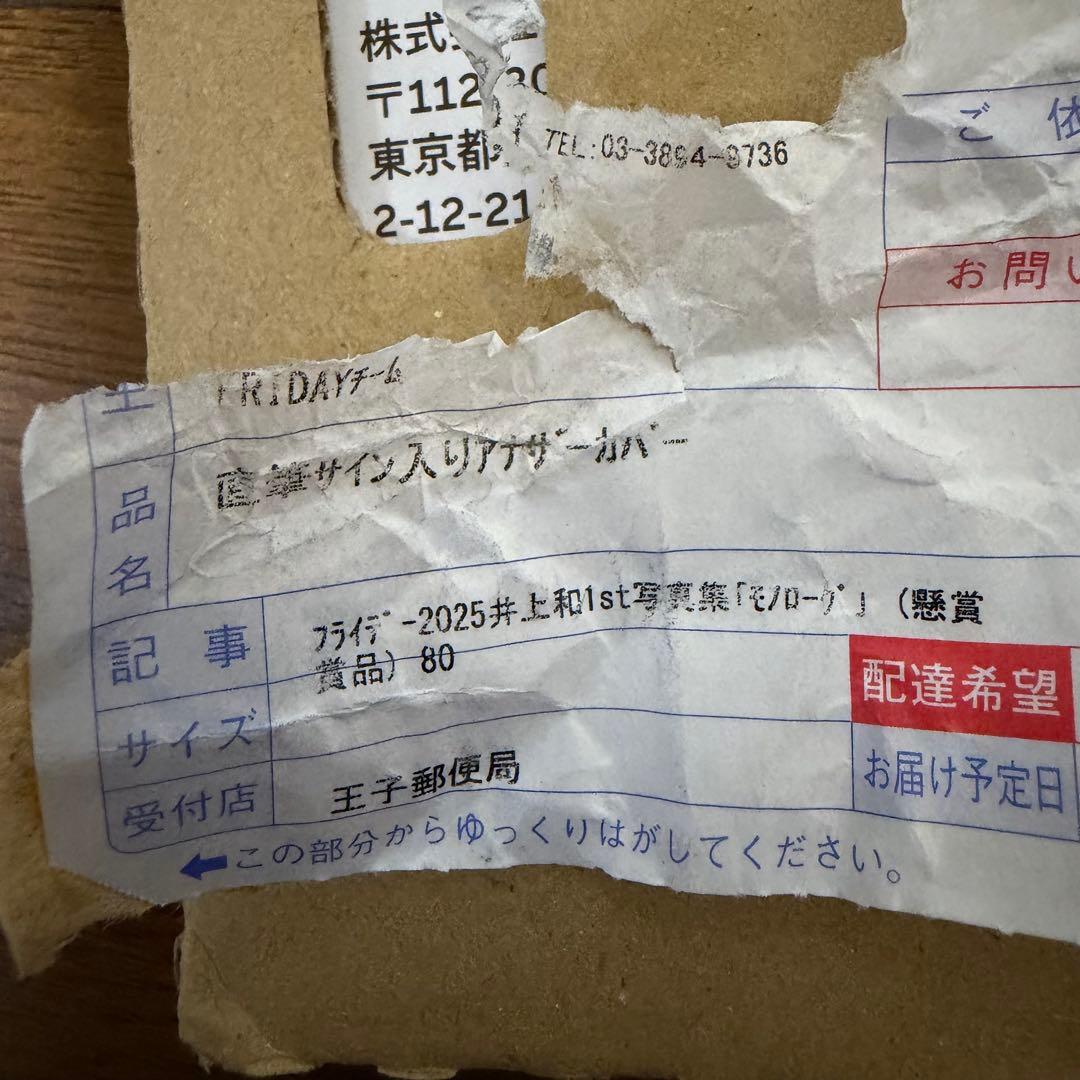 株式
〒112
東京都
2-12-21
TEL:03-3894-9736
ご依
お問い
FRIDAYチーム
品名
直筆サイン入りアナザーカバー
記事
フライデー2025井上和1st写真集「モノローグ」(懸賞
賞品) 80
配達希望
サイズ
お届け予定日
受付店
王子郵便局
←この部分からゆっくりはがしてください。